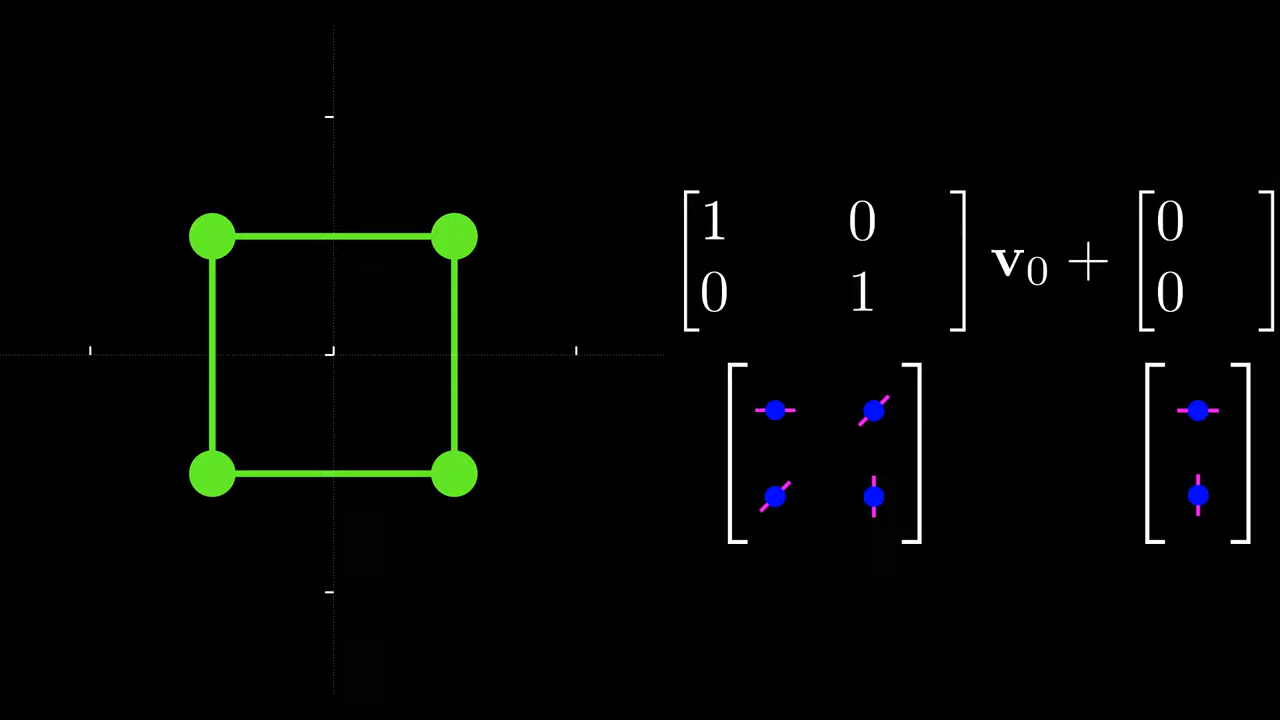 [1 0] v₀ + [0]
[0 1] [0]